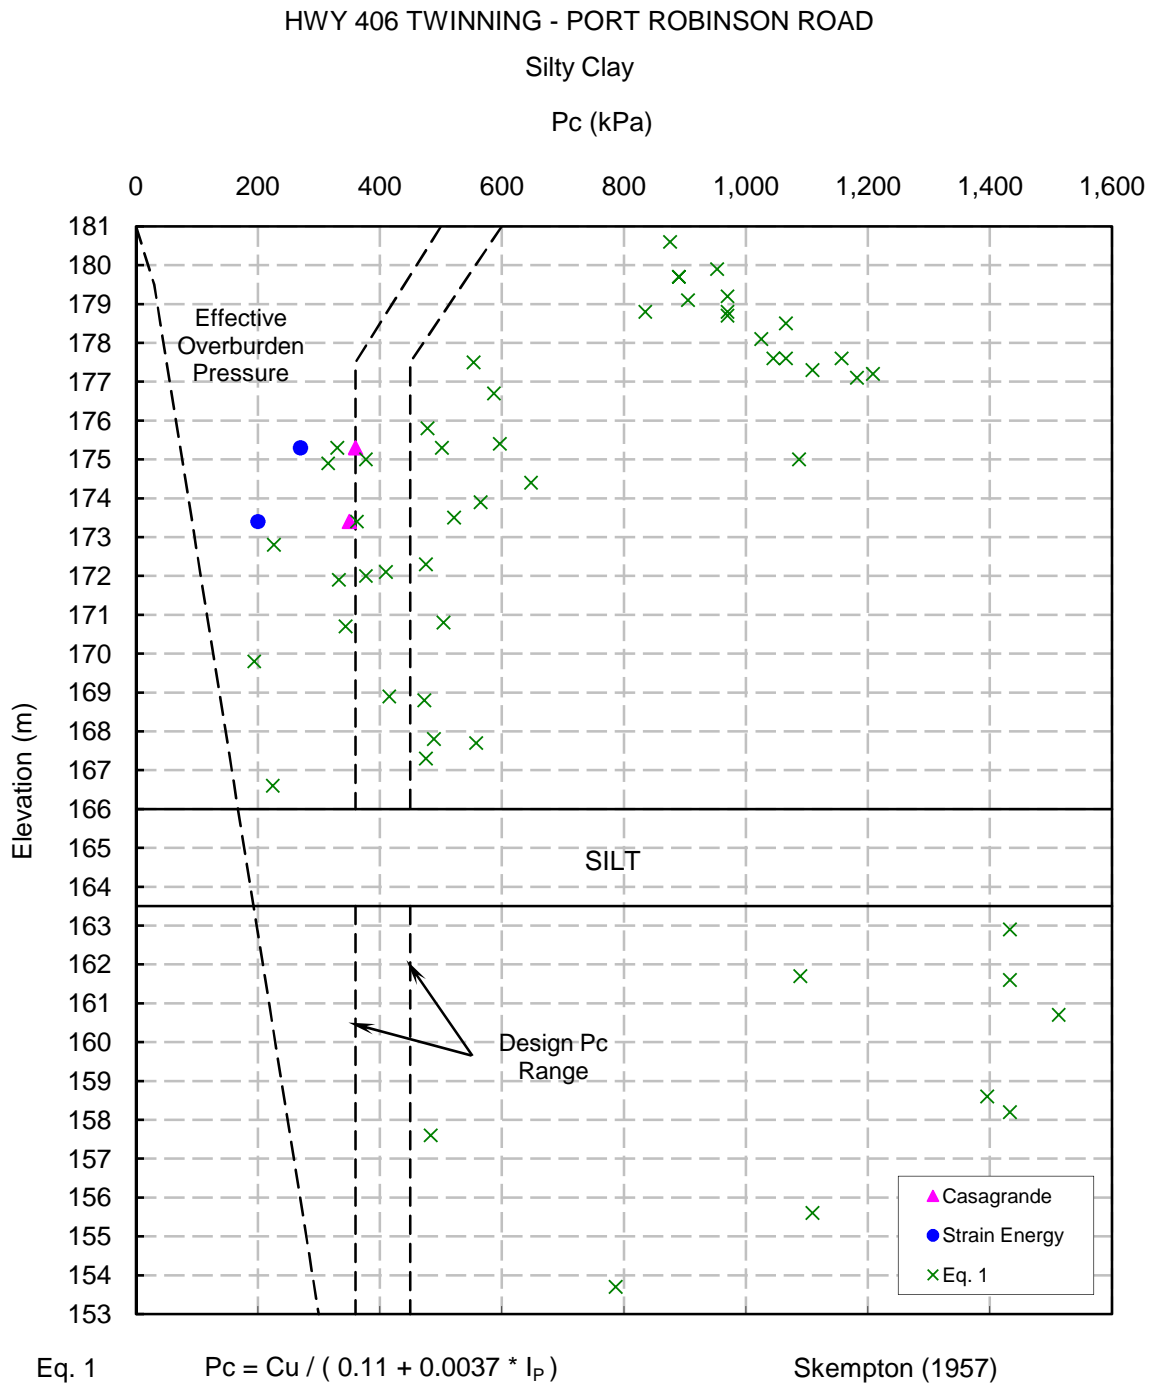 HWY 406 TWINNING - PORT ROBINSON ROAD
Silty Clay
Pc (kPa)
0 200 400 600 800 1,000 1,200 1,400 1,600
181
180
179
178
177
176
175
174
173
172
171
170
169
168
167
166
165
164
163
162
161
160
159
158
157
156
155
154
153
Elevation (m)
Effective
Overburden
Pressure
SILT
Design Pc
Range
Casagrande
Strain Energy
Eq. 1
Eq. 1 Pc = Cu / ( 0.11 + 0.0037 * IP ) Skempton (1957)